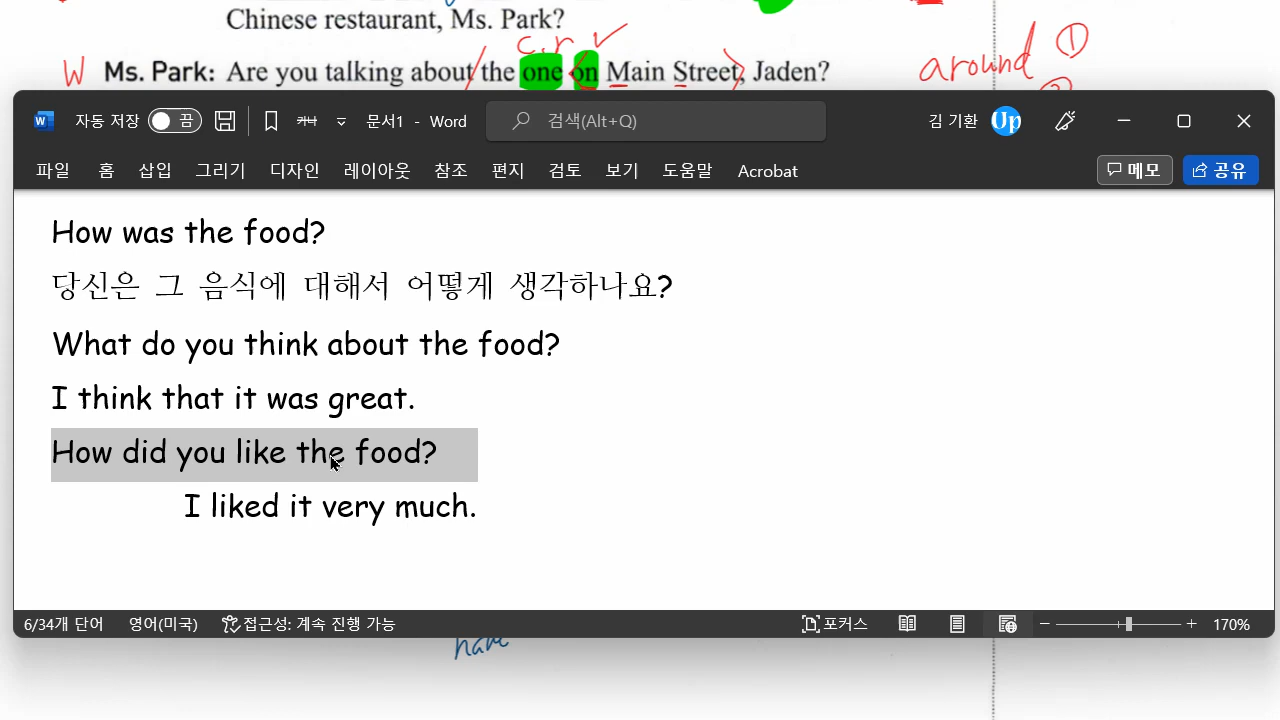 Chinese restaurant, Ms. Park?
c.r
W Ms. Park: Are you talking about the one on Main Street, Jaden?
around ①
자동 저장 끔 문서1 - Word 검색(Alt+Q) 김 기환 Up
파일 홈 삽입 그리기 디자인 레이아웃 참조 편지 검토 보기 도움말 Acrobat 메모 공유
How was the food?
당신은 그 음식에 대해서 어떻게 생각하나요?
What do you think about the food?
I think that it was great.
How did you like the food?
I liked it very much.
6/34개 단어 영어(미국) 접근성: 계속 진행 가능 포커스 170%
have